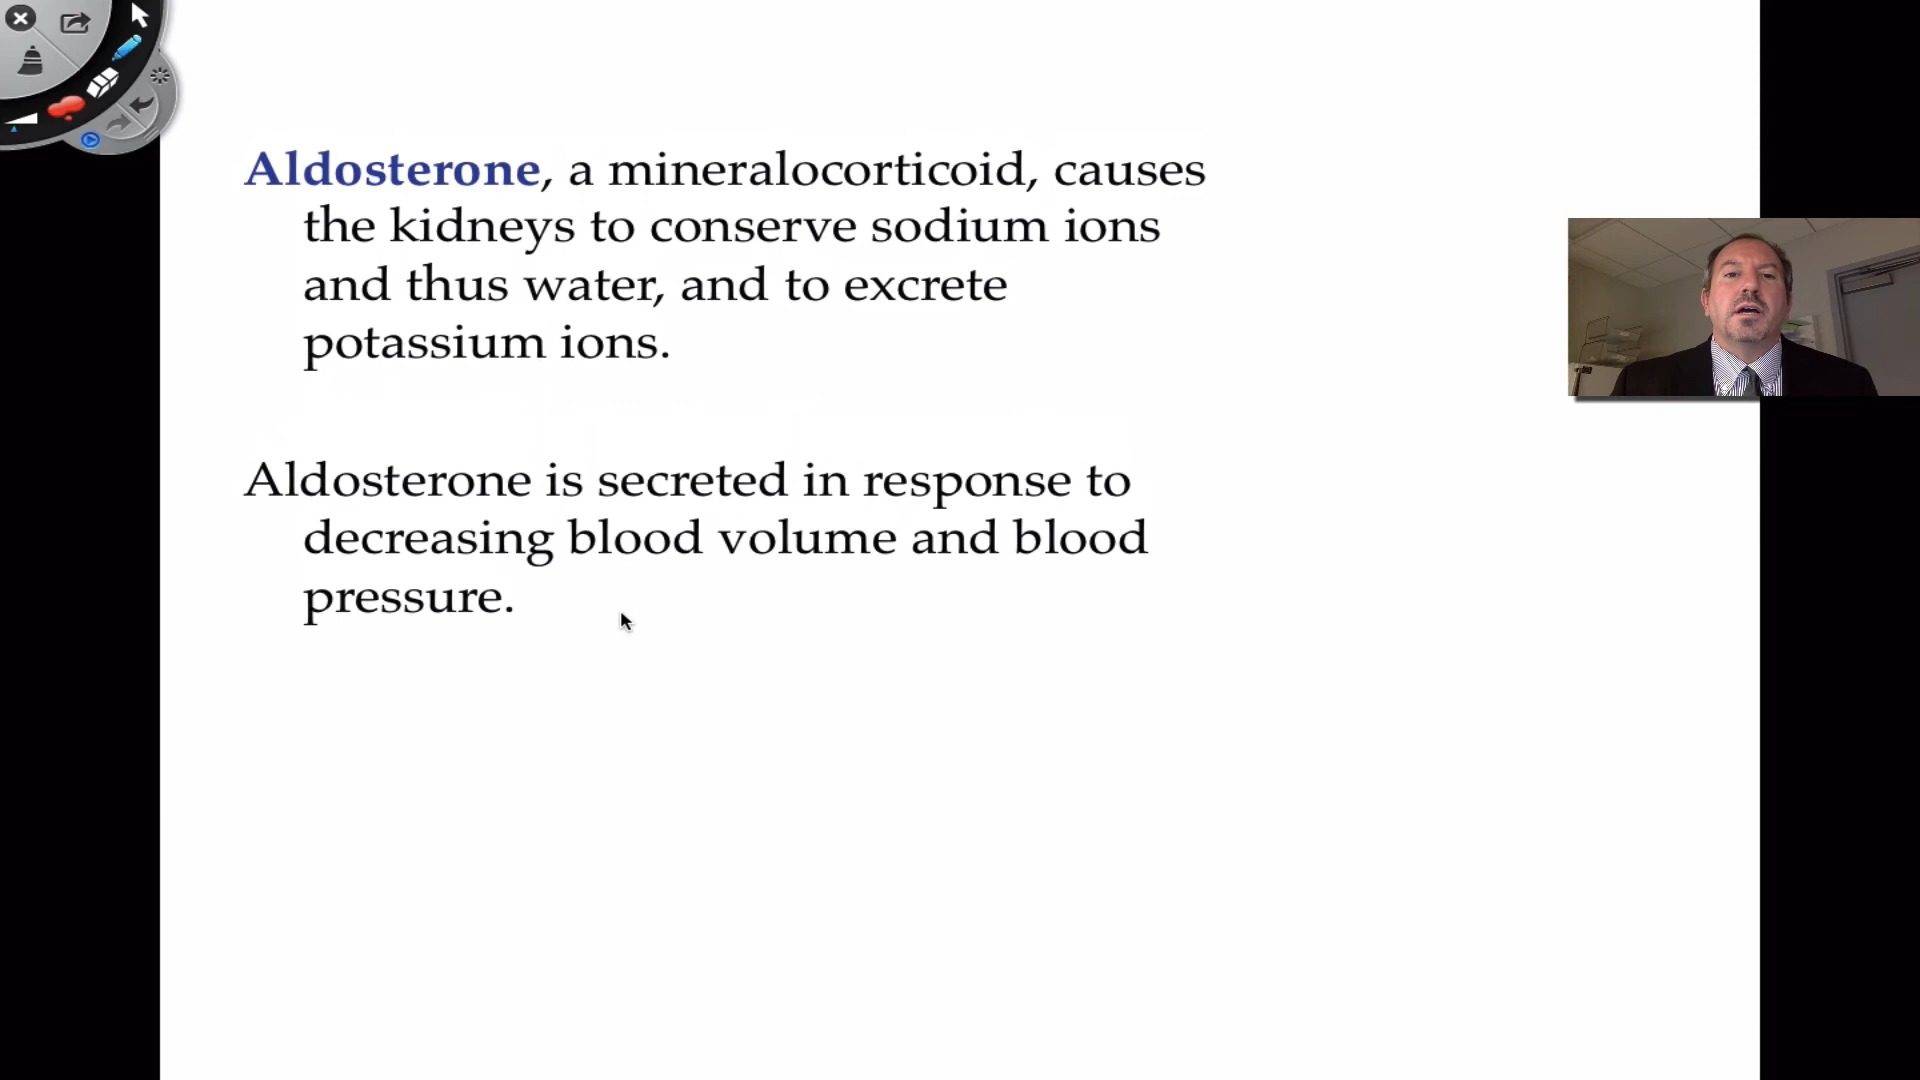 Aldosterone, a mineralocorticoid, causes
the kidneys to conserve sodium ions
and thus water, and to excrete
potassium ions.
Aldosterone is secreted in response to
decreasing blood volume and blood
pressure.